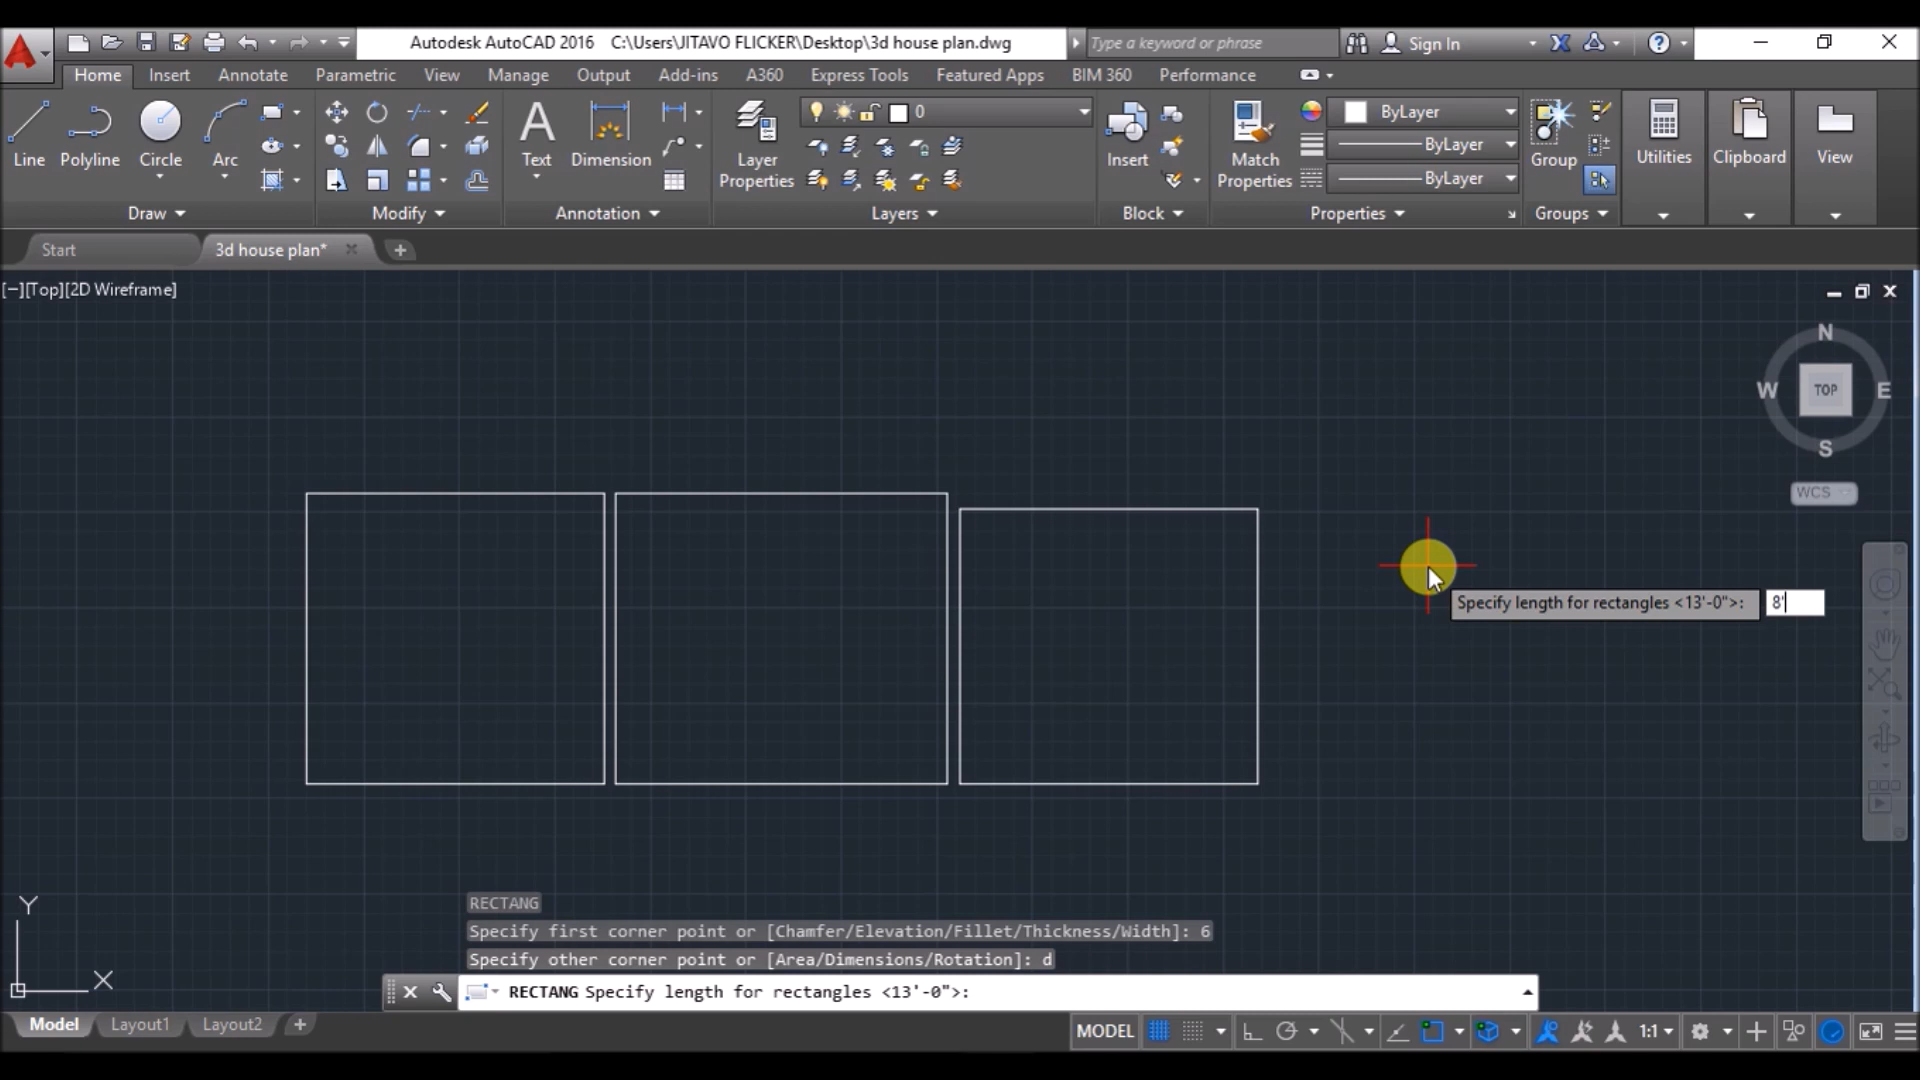 Autodesk AutoCAD 2016 C:\Users\JITAVO FLICKER\Desktop\3d house plan.dwg
Type a keyword or phrase
Sign In
Home Insert Annotate Parametric View Manage Output Add-ins A360 Express Tools Featured Apps BIM 360 Performance
0
ByLayer
ByLayer
ByLayer
Line Polyline Circle Arc
Text Dimension
Layer Properties
Insert
Match Properties
Group
Utilities Clipboard View
Draw Modify Annotation Layers Block Properties Groups
Start 3d house plan*
[−][Top][2D Wireframe]
N
W TOP E
S
WCS
Specify length for rectangles <13'-0">: 8'
RECTANG
Specify first corner point or [Chamfer/Elevation/Fillet/Thickness/Width]: 6
Specify other corner point or [Area/Dimensions/Rotation]: d
RECTANG Specify length for rectangles <13'-0">:
Y
X
Model Layout1 Layout2
MODEL 1:1